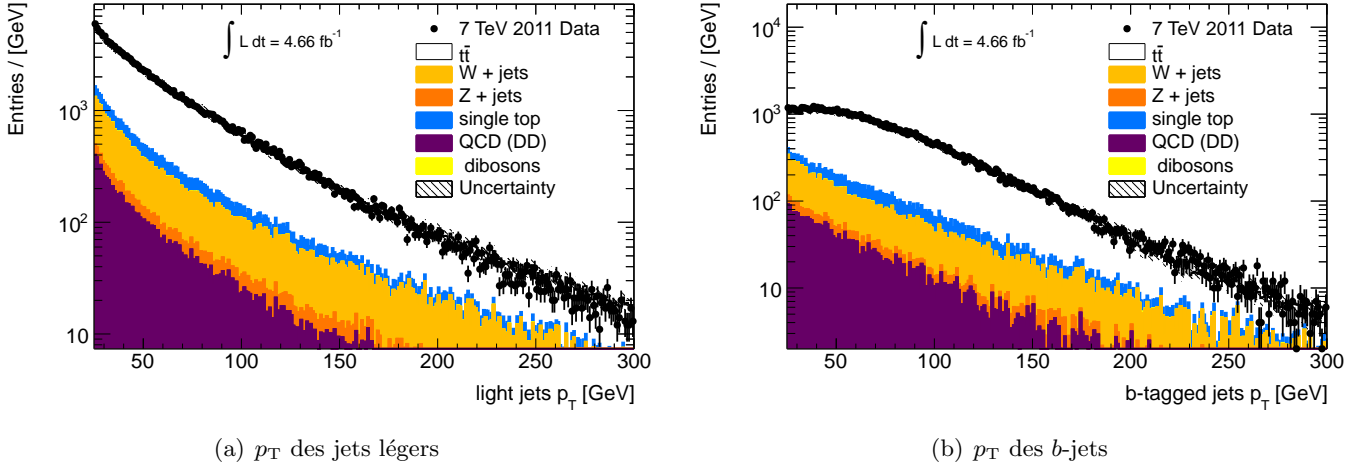 Entries / [GeV]
10³
10²
10
50 100 150 200 250 300
light jets p_T [GeV]
∫ L dt = 4.66 fb⁻¹
7 TeV 2011 Data
tt̄
W + jets
Z + jets
single top
QCD (DD)
dibosons
Uncertainty
(a) p_T des jets légers
Entries / [GeV]
10⁴
10³
10²
10
50 100 150 200 250 300
b-tagged jets p_T [GeV]
∫ L dt = 4.66 fb⁻¹
7 TeV 2011 Data
tt̄
W + jets
Z + jets
single top
QCD (DD)
dibosons
Uncertainty
(b) p_T des b-jets